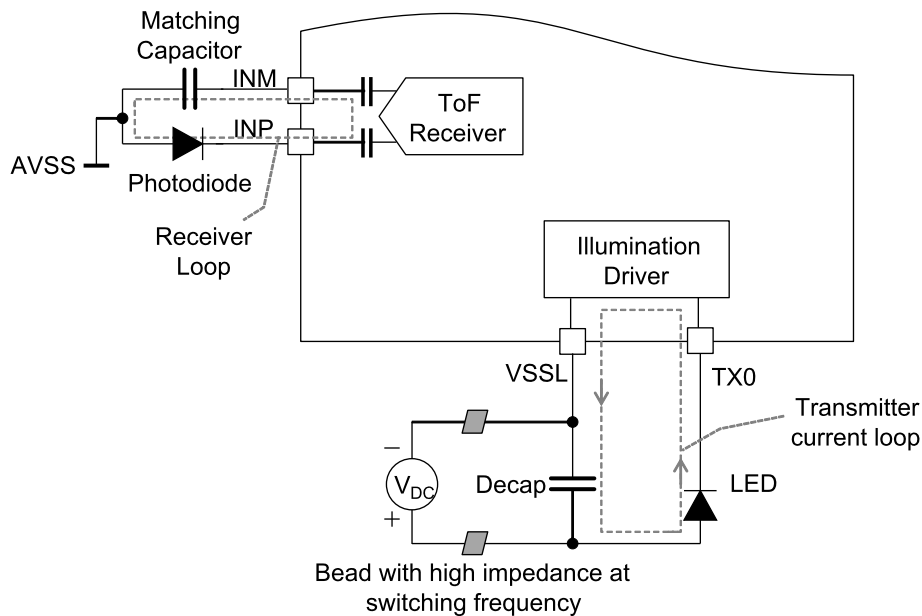 Matching
Capacitor
INM
INP
AVSS
Photodiode
Receiver
Loop
ToF
Receiver
Illumination
Driver
VSSL
TX0
Transmitter
current loop
−
VDC
+
Decap
LED
Bead with high impedance at
switching frequency